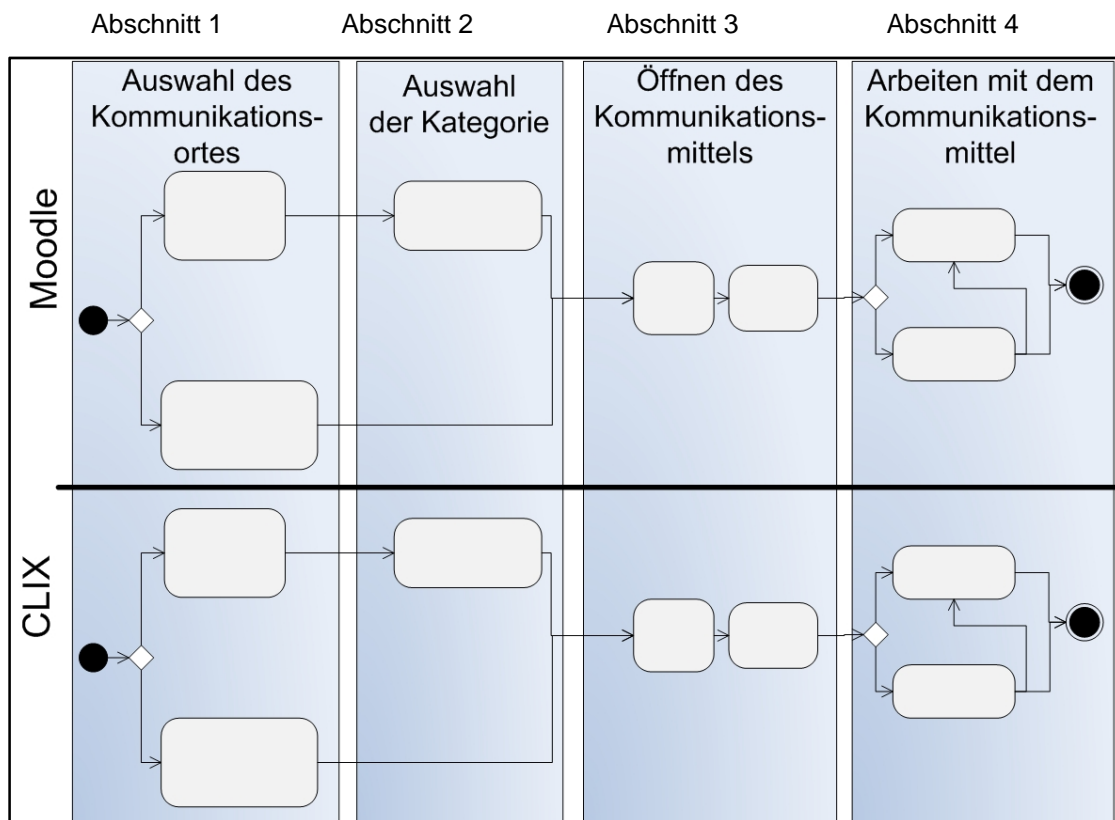 Abschnitt 1
Abschnitt 2
Abschnitt 3
Abschnitt 4
Auswahl des
Kommunikations-
ortes
Auswahl
der Kategorie
Öffnen des
Kommunikations-
mittels
Arbeiten mit dem
Kommunikations-
mittel
Moodle
CLIX